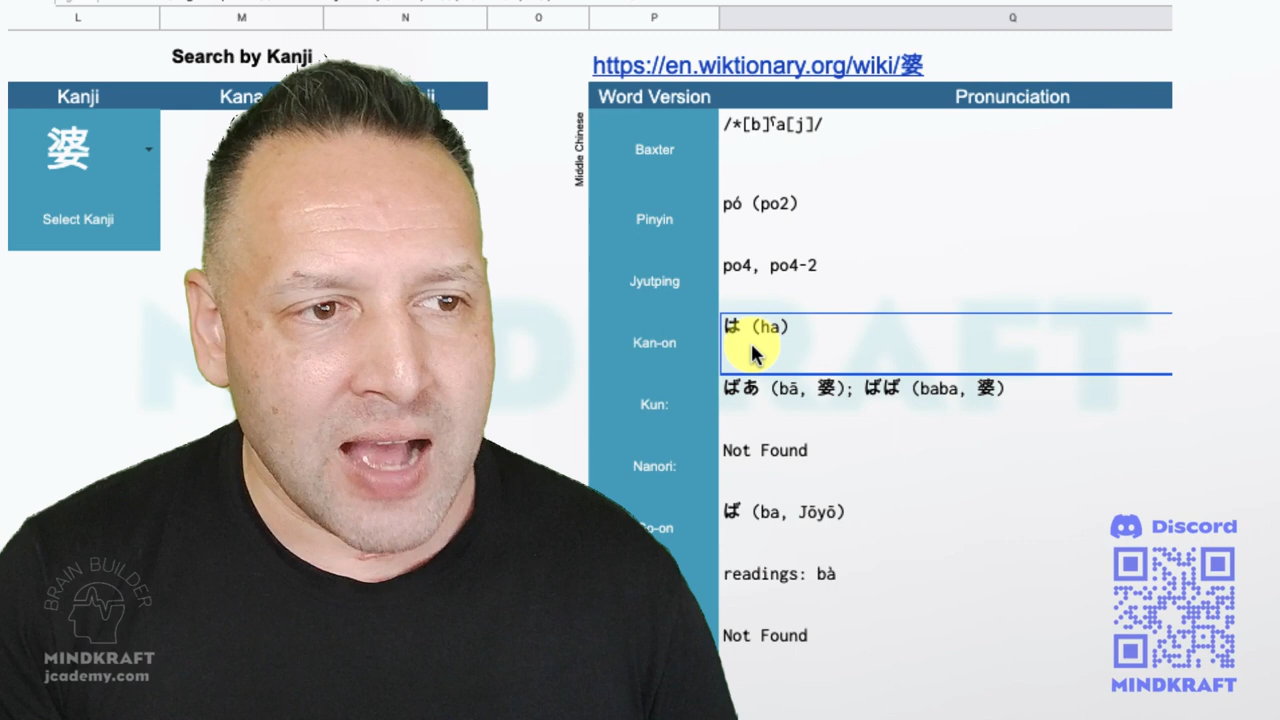 L M N O P Q
Search by Kanji
https://en.wiktionary.org/wiki/婆
Kanji Kana
Word Version Pronunciation
婆
Select Kanji
Middle Chinese
Baxter /*[b]ˤa[j]/
Pinyin pó (po2)
Jyutping po4, po4-2
Kan-on は (ha)
Kun: ばあ (bā, 婆); ばば (baba, 婆)
Nanori: Not Found
ば (ba, Jōyō)
readings: bà
Not Found
MINDKRAFT
BRAIN BUILDER
MINDKRAFT
jcademy.com
Discord
MINDKRAFT